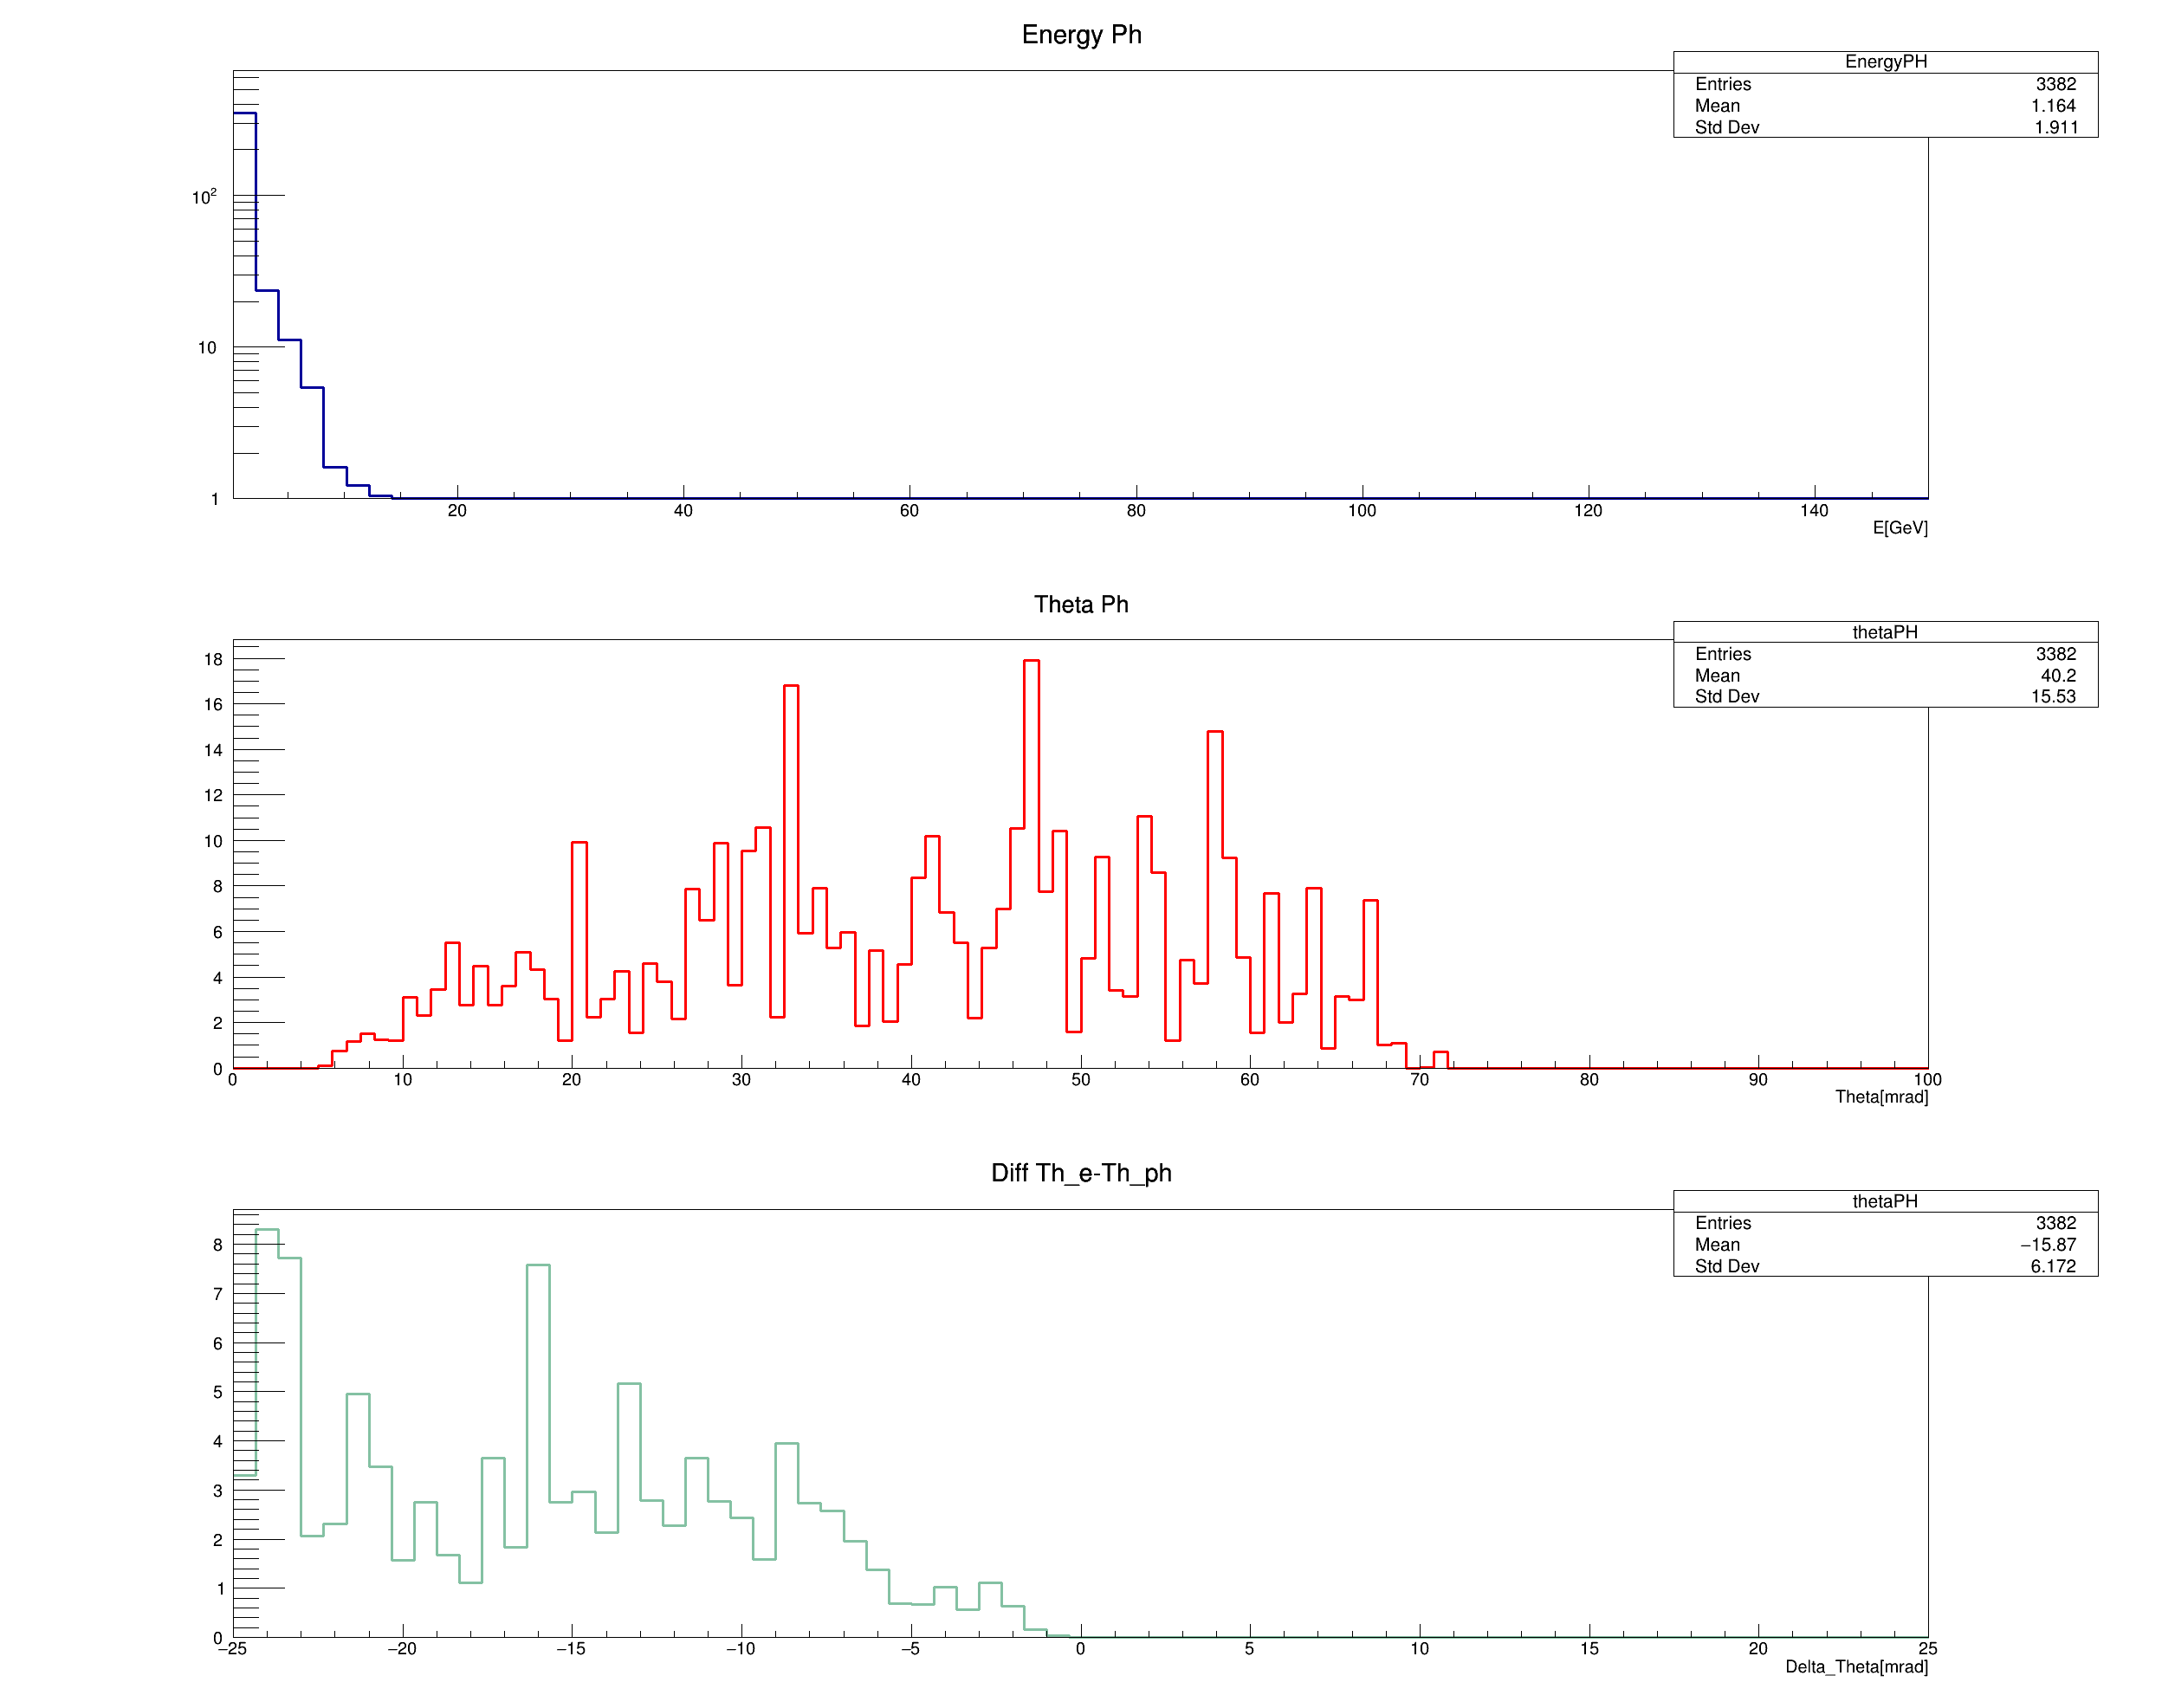 Energy Ph
EnergyPH
Entries 3382
Mean 1.164
Std Dev 1.911
10²
10
1
20 40 60 80 100 120 140
E[GeV]
Theta Ph
thetaPH
Entries 3382
Mean 40.2
Std Dev 15.53
18
16
14
12
10
8
6
4
2
0
0 10 20 30 40 50 60 70 80 90 100
Theta[mrad]
Diff Th_e-Th_ph
thetaPH
Entries 3382
Mean −15.87
Std Dev 6.172
8
7
6
5
4
3
2
1
0
−25 −20 −15 −10 −5 0 5 10 15 20 25
Delta_Theta[mrad]